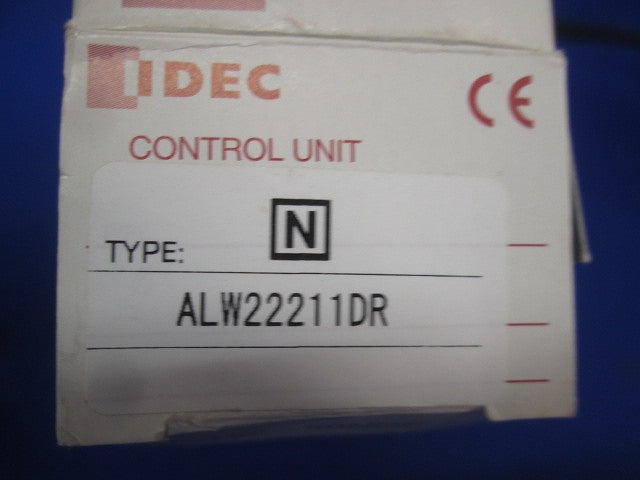 IDEC
CE
CONTROL UNIT
N
TYPE:
ALW22211DR